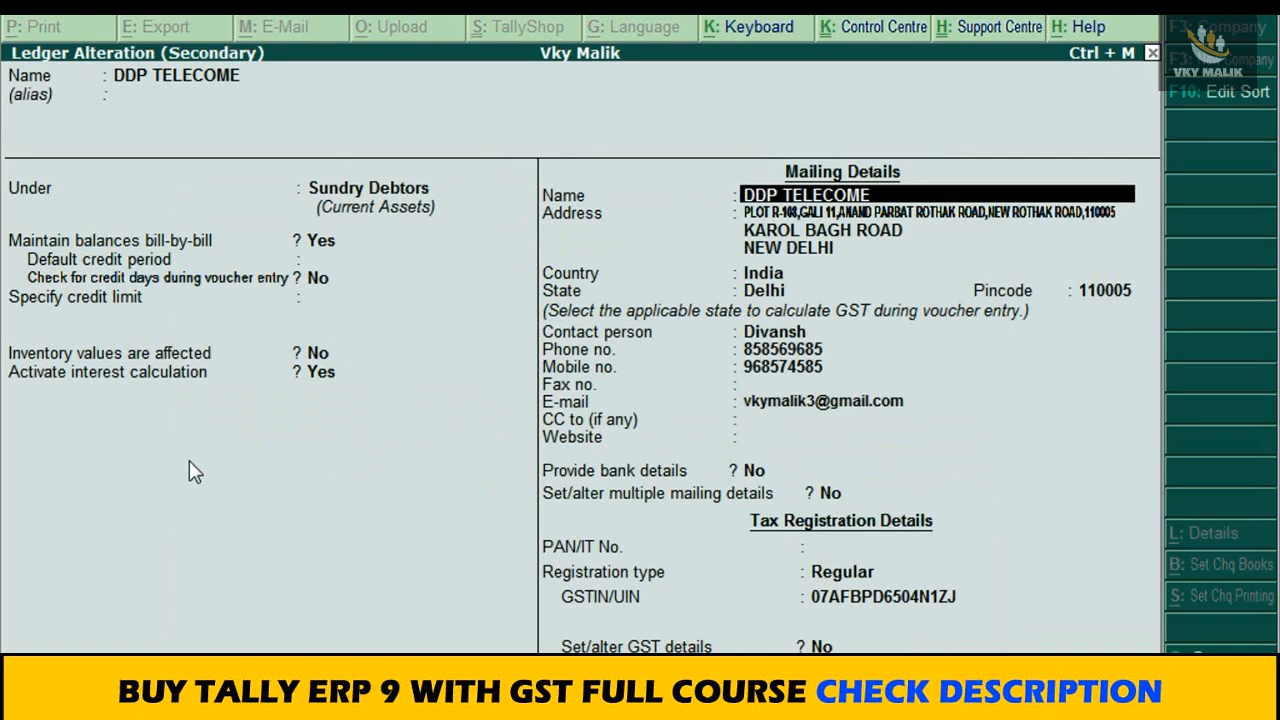 P: Print E: Export M: E-Mail O: Upload S: TallyShop G: Language K: Keyboard K: Control Centre H: Support Centre H: Help
F3: Company
Ledger Alteration (Secondary) Vky Malik Ctrl + M
F3: Company
VKY MALIK
F10: Edit Sort
Name : DDP TELECOME
(alias) :
Under : Sundry Debtors
(Current Assets)
Maintain balances bill-by-bill ? Yes
Default credit period :
Check for credit days during voucher entry ? No
Specify credit limit :
Inventory values are affected ? No
Activate interest calculation ? Yes
Mailing Details
Name : DDP TELECOME
Address : PLOT R-108,GALI 11,ANAND PARBAT ROTHAK ROAD,NEW ROTHAK ROAD,110005
KAROL BAGH ROAD
NEW DELHI
Country : India
State : Delhi Pincode : 110005
(Select the applicable state to calculate GST during voucher entry.)
Contact person : Divansh
Phone no. : 858569685
Mobile no. : 968574585
Fax no. :
E-mail : vkymalik3@gmail.com
CC to (if any) :
Website :
Provide bank details ? No
Set/alter multiple mailing details ? No
Tax Registration Details
PAN/IT No. :
Registration type : Regular
GSTIN/UIN : 07AFBPD6504N1ZJ
Set/alter GST details ? No
L: Details
B: Set Chq Books
S: Set Chq Printing
BUY TALLY ERP 9 WITH GST FULL COURSE CHECK DESCRIPTION